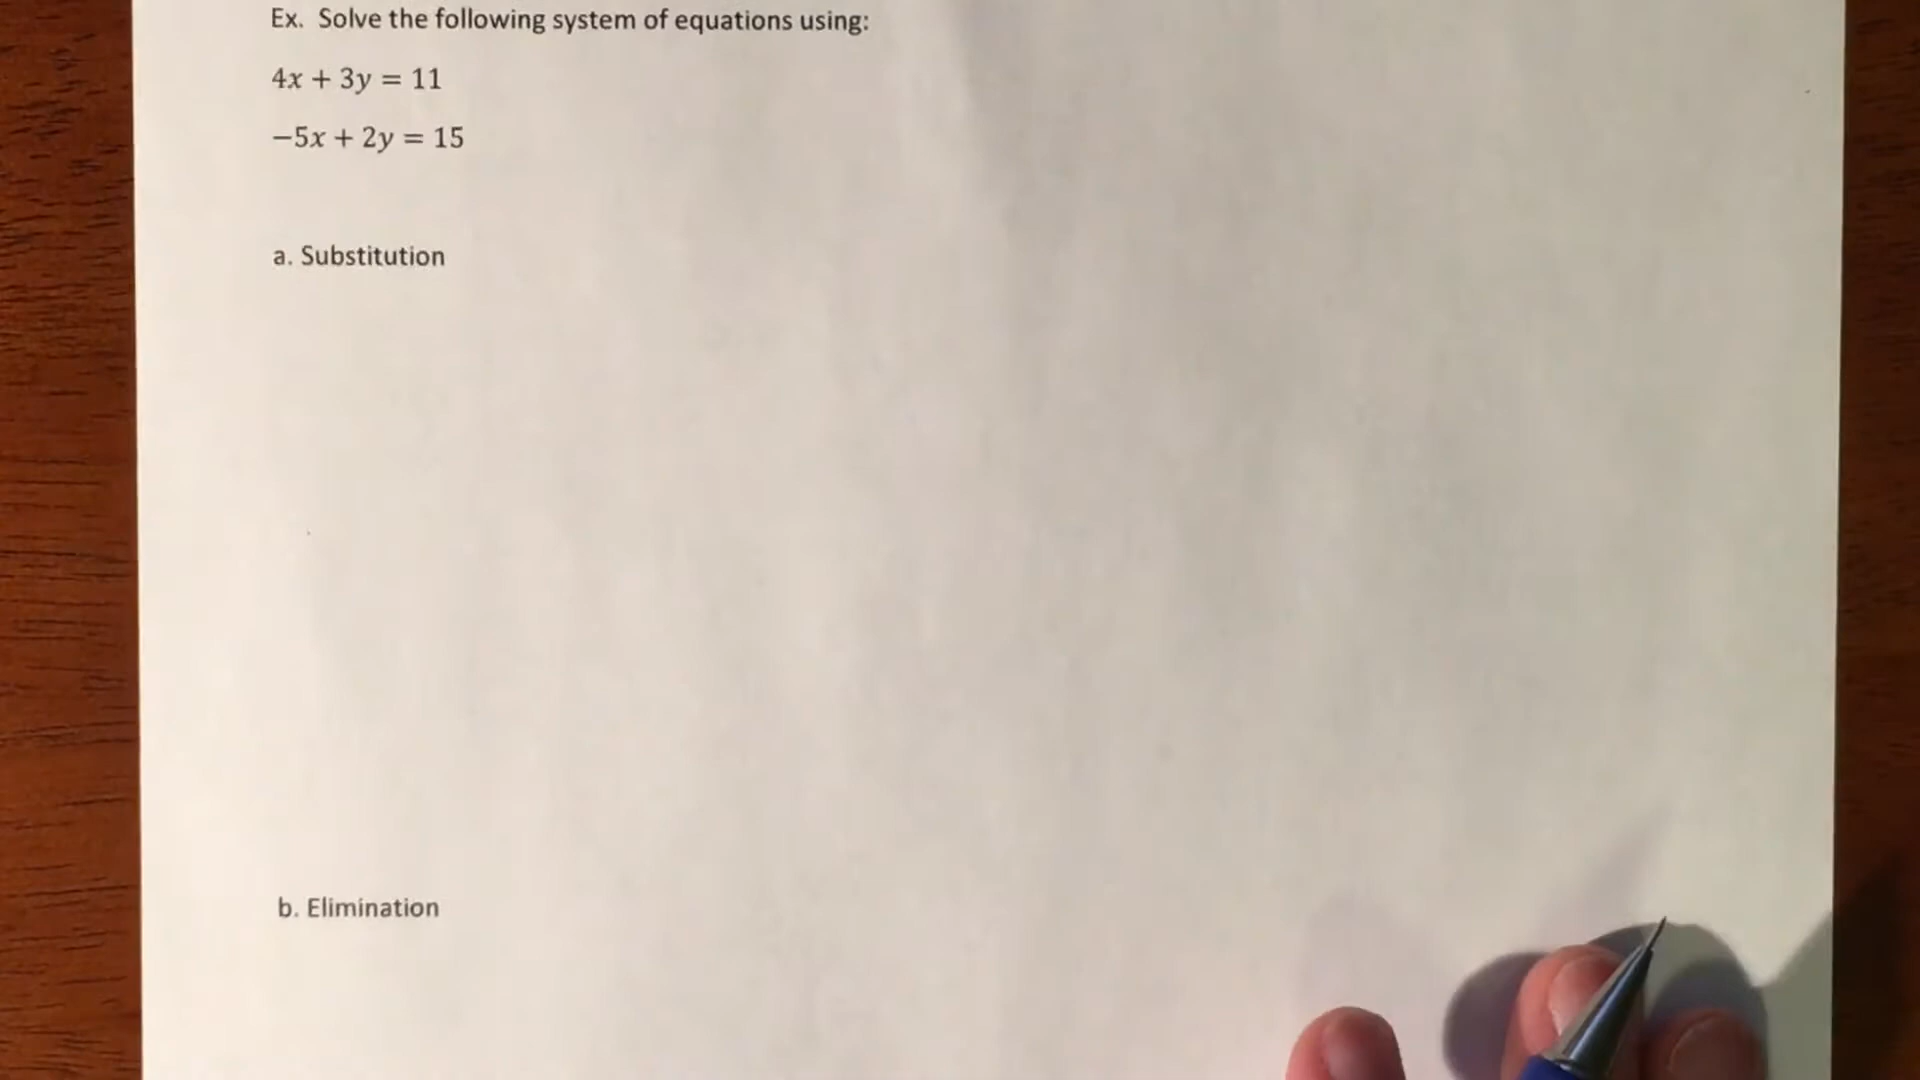 Ex. Solve the following system of equations using:
4x + 3y = 11
−5x + 2y = 15
a. Substitution
b. Elimination